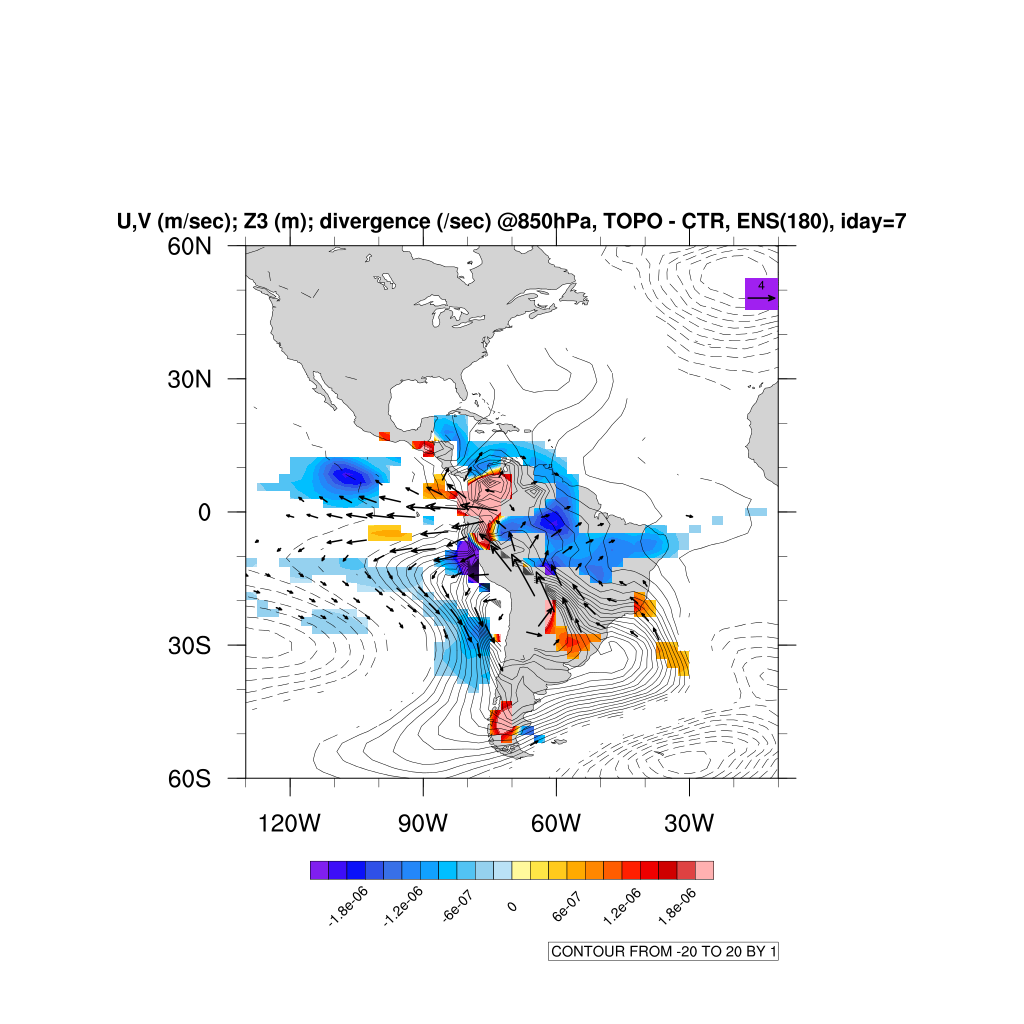 U,V (m/sec); Z3 (m); divergence (/sec) @850hPa, TOPO - CTR, ENS(180), iday=7
60N
4
30N
0
30S
60S
120W 90W 60W 30W
-1.8e-06 -1.2e-06 -6e-07 0 6e-07 1.2e-06 1.8e-06
CONTOUR FROM -20 TO 20 BY 1